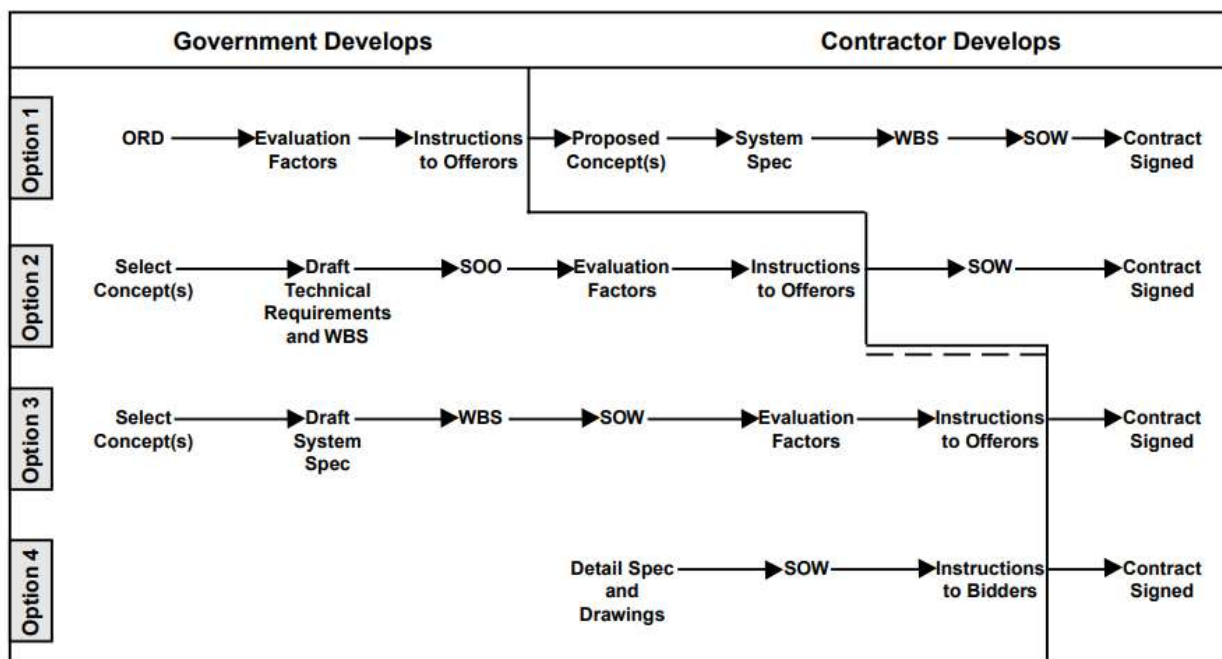 Government Develops
Contractor Develops
Option 1
ORD
Evaluation
Factors
Instructions
to Offerors
Proposed
Concept(s)
System
Spec
WBS
SOW
Contract
Signed
Option 2
Select
Concept(s)
Draft
Technical
Requirements
and WBS
SOO
Evaluation
Factors
Instructions
to Offerors
SOW
Contract
Signed
Option 3
Select
Concept(s)
Draft
System
Spec
WBS
SOW
Evaluation
Factors
Instructions
to Offerors
Contract
Signed
Option 4
Detail Spec
and
Drawings
SOW
Instructions
to Bidders
Contract
Signed